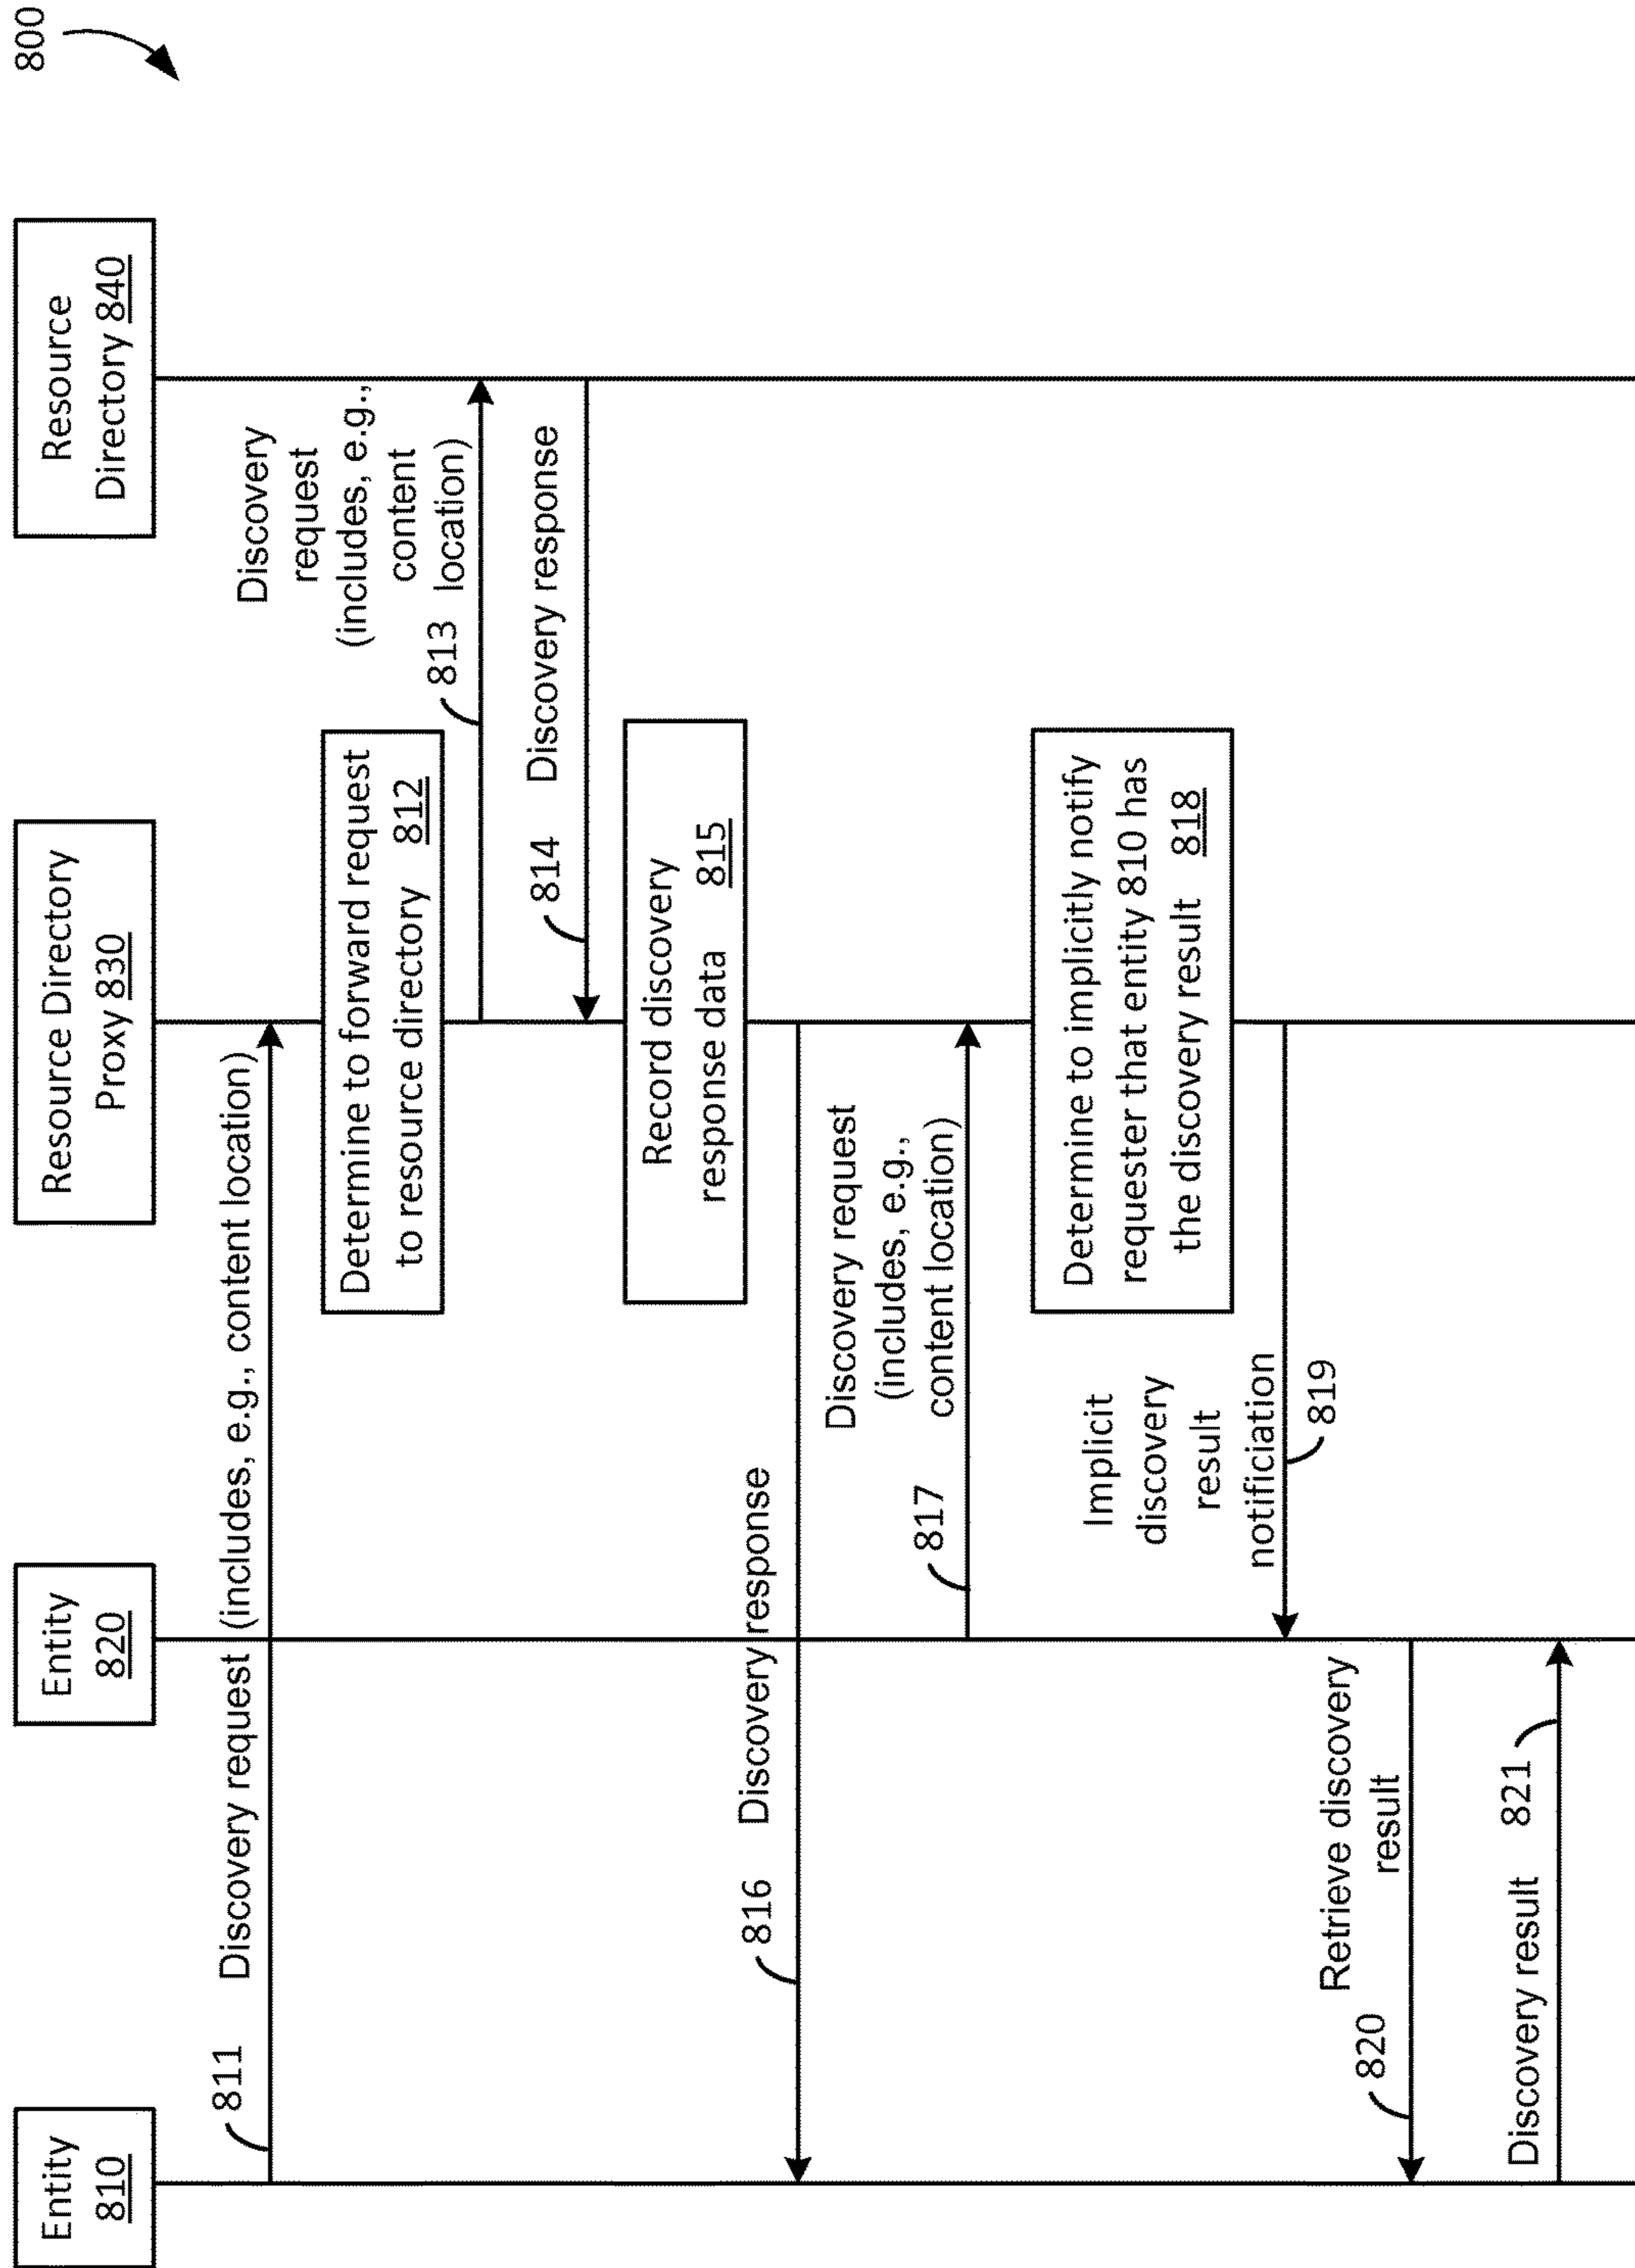 800
Entity
810
Entity
820
Resource Directory
Proxy 830
Resource
Directory 840
811
Discovery request (includes, e.g., content location)
Determine to forward request
to resource directory 812
Discovery
request
(includes, e.g.,
content
location)
813
814
Discovery response
Record discovery
response data 815
816
Discovery response
Discovery request
(includes, e.g.,
content location)
817
Determine to implicitly notify
requester that entity 810 has
the discovery result 818
Implicit
discovery
result
notificiation
819
Retrieve discovery
result
820
Discovery result
821